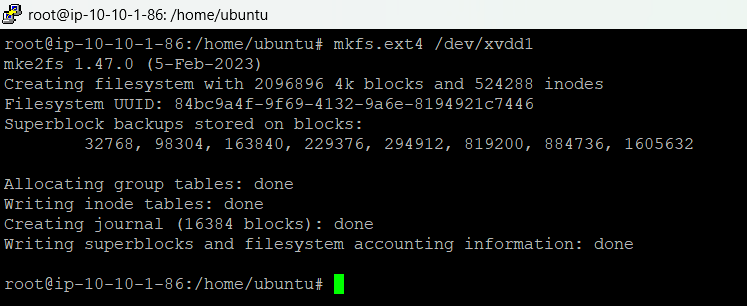 root@ip-10-10-1-86: /home/ubuntu
root@ip-10-10-1-86:/home/ubuntu# mkfs.ext4 /dev/xvdd1
mke2fs 1.47.0 (5-Feb-2023)
Creating filesystem with 2096896 4k blocks and 524288 inodes
Filesystem UUID: 84bc9a4f-9f69-4132-9a6e-8194921c7446
Superblock backups stored on blocks:
        32768, 98304, 163840, 229376, 294912, 819200, 884736, 1605632
Allocating group tables: done
Writing inode tables: done
Creating journal (16384 blocks): done
Writing superblocks and filesystem accounting information: done
root@ip-10-10-1-86:/home/ubuntu#